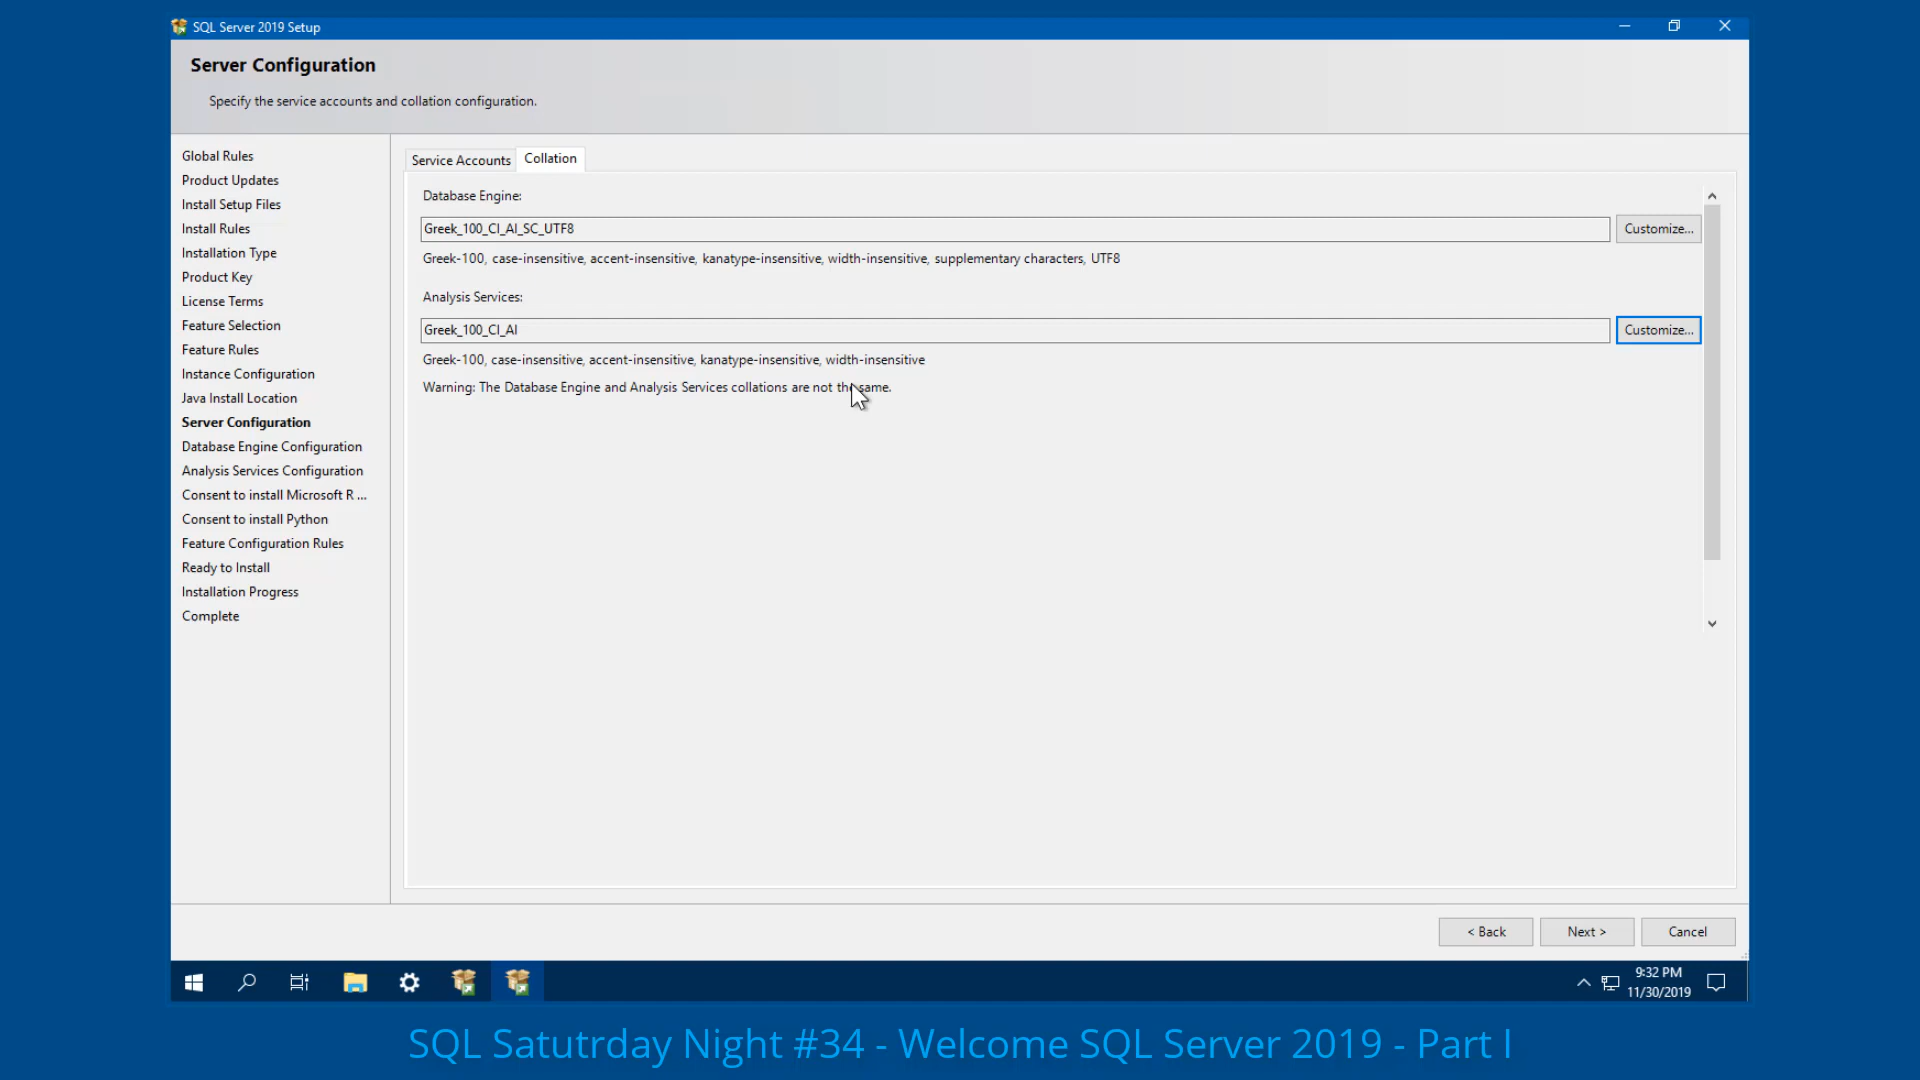 SQL Server 2019 Setup
Server Configuration
Specify the service accounts and collation configuration.
Global Rules
Product Updates
Install Setup Files
Install Rules
Installation Type
Product Key
License Terms
Feature Selection
Feature Rules
Instance Configuration
Java Install Location
Server Configuration
Database Engine Configuration
Analysis Services Configuration
Consent to install Microsoft R ...
Consent to install Python
Feature Configuration Rules
Ready to Install
Installation Progress
Complete
Service Accounts
Collation
Database Engine:
Greek_100_CI_AI_SC_UTF8
Customize...
Greek-100, case-insensitive, accent-insensitive, kanatype-insensitive, width-insensitive, supplementary characters, UTF8
Analysis Services:
Greek_100_CI_AI
Customize...
Greek-100, case-insensitive, accent-insensitive, kanatype-insensitive, width-insensitive
Warning: The Database Engine and Analysis Services collations are not the same.
< Back
Next >
Cancel
9:32 PM
11/30/2019
SQL Satutrday Night #34 - Welcome SQL Server 2019 - Part I